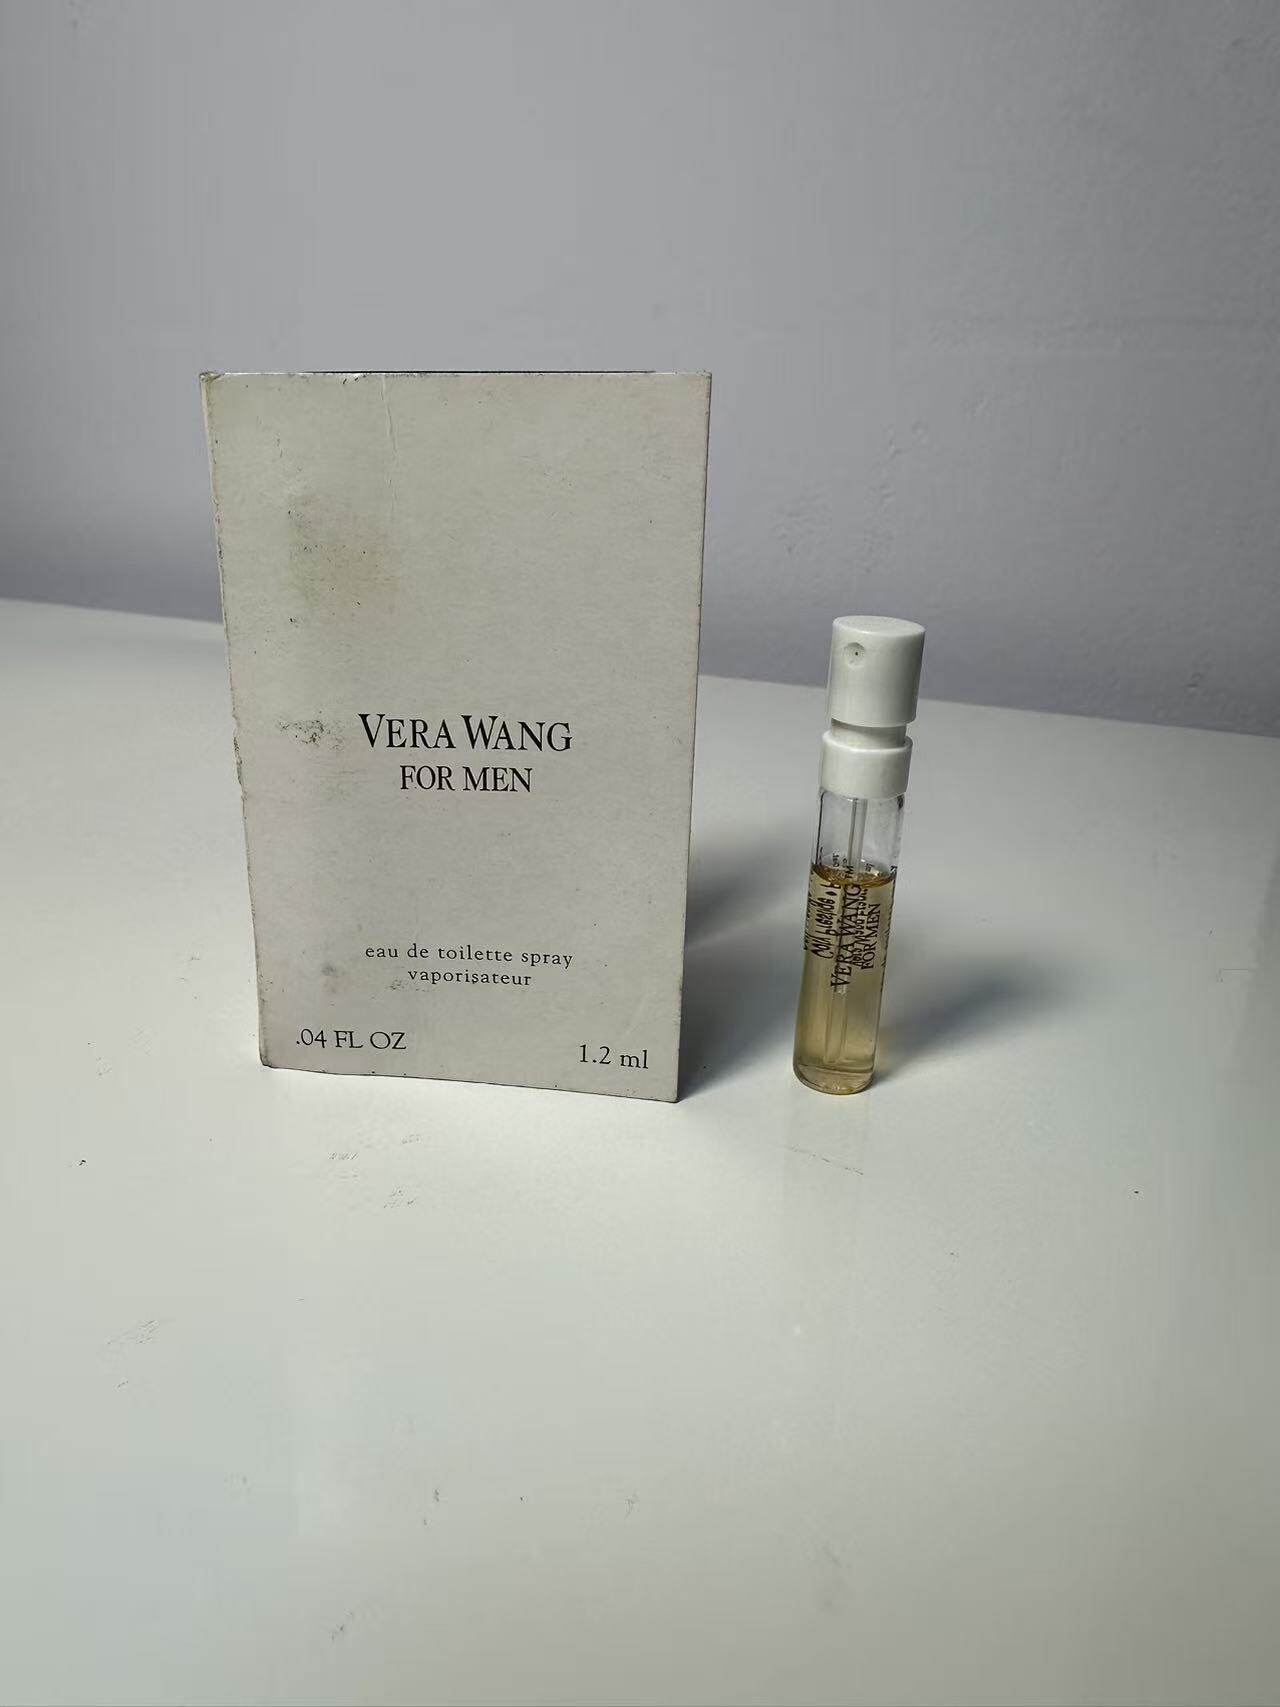 VERA WANG
FOR MEN
eau de toilette spray
vaporisateur
.04 FL OZ
1.2 ml
VERA WANG
FOR MEN